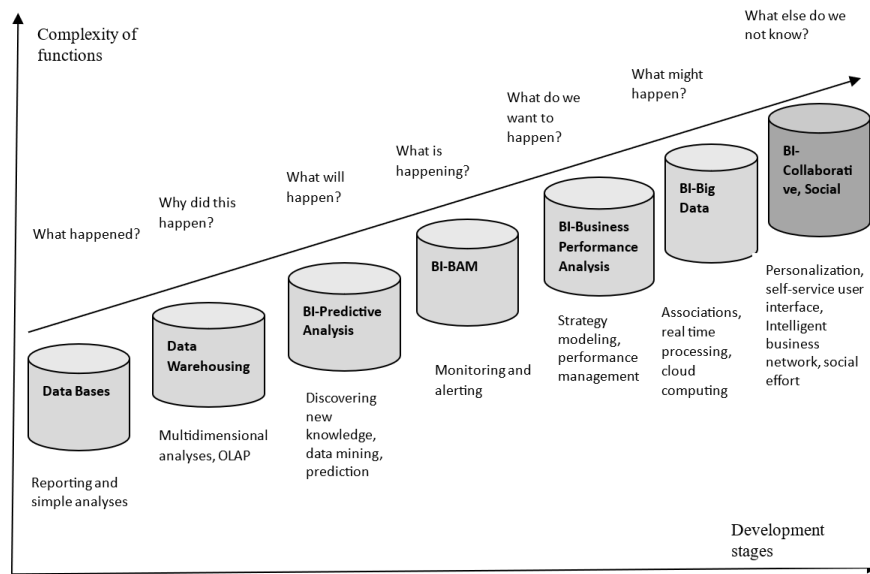 What else do we
not know?
Complexity of
functions
What might
happen?
What do we
want to
happen?
What is
happening?
What will
happen?
Why did this
happen?
What happened?
BI-
Collaborati
ve, Social
BI-Big
Data
BI-Business
Performance
Analysis
BI-BAM
BI-Predictive
Analysis
Data
Warehousing
Data Bases
Personalization,
self-service user
interface,
Intelligent
business
network, social
effort
Associations,
real time
processing,
cloud
computing
Strategy
modeling,
performance
management
Monitoring and
alerting
Discovering
new
knowledge,
data mining,
prediction
Multidimensional
analyses, OLAP
Reporting and
simple analyses
Development
stages